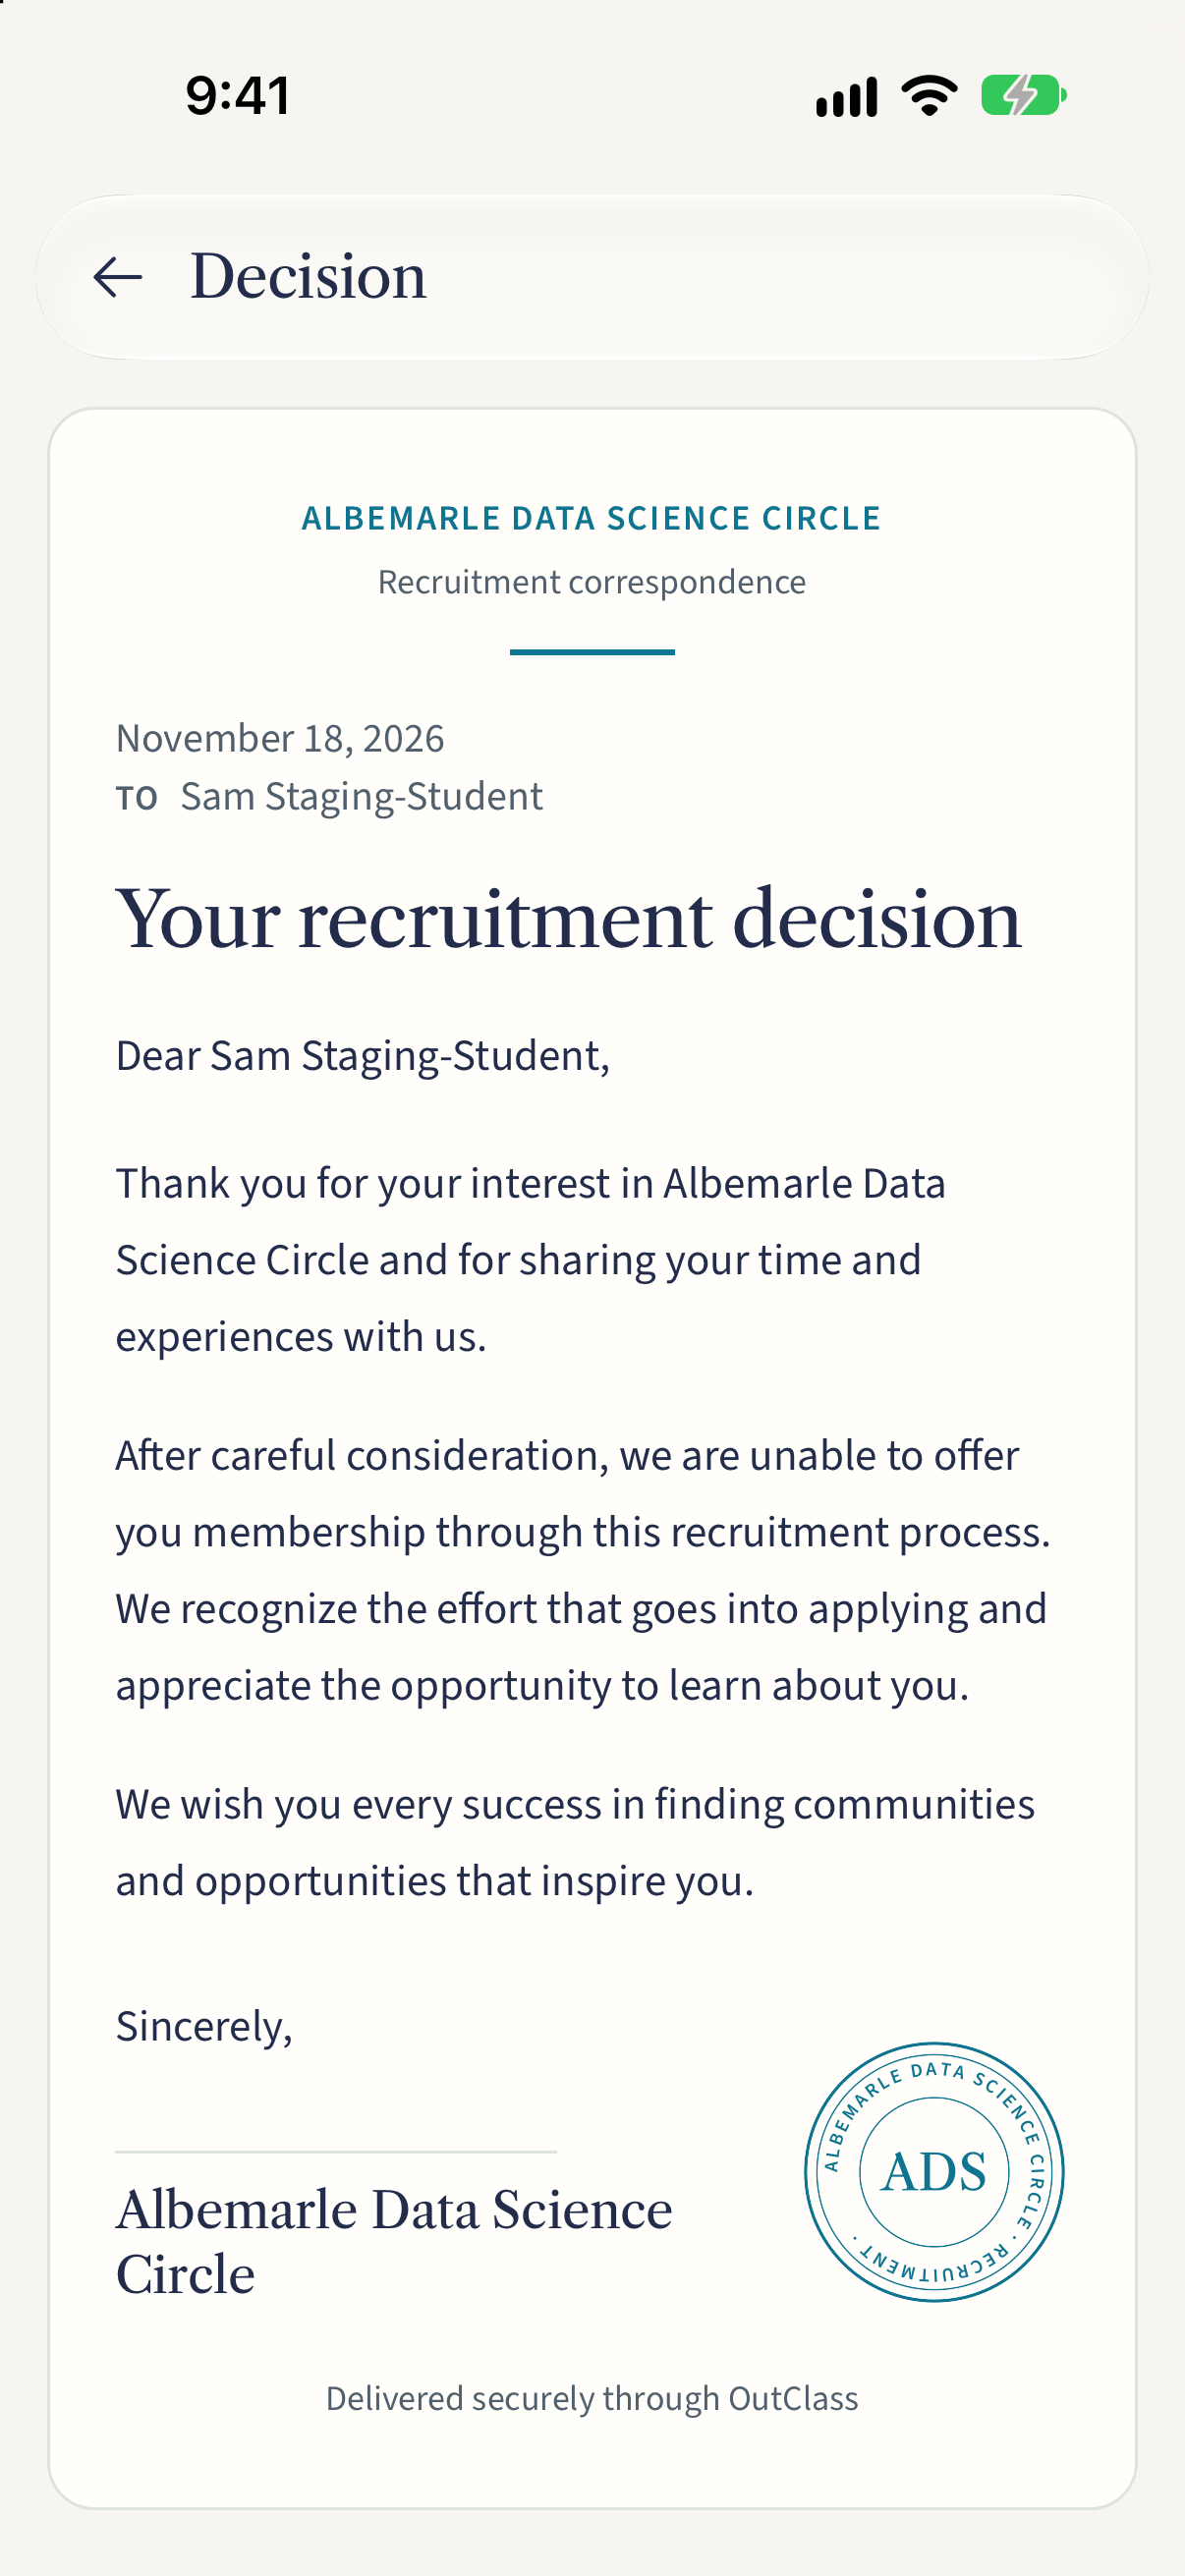 9:41
Decision
ALBEMARLE DATA SCIENCE CIRCLE
Recruitment correspondence
November 18, 2026
TO Sam Staging-Student
Your recruitment decision
Dear Sam Staging-Student,
Thank you for your interest in Albemarle Data
Science Circle and for sharing your time and
experiences with us.
After careful consideration, we are unable to offer
you membership through this recruitment process.
We recognize the effort that goes into applying and
appreciate the opportunity to learn about you.
We wish you every success in finding communities
and opportunities that inspire you.
Sincerely,
Albemarle Data Science
Circle
ALBEMARLE DATA SCIENCE CIRCLE · RECRUITMENT ·
ADS
Delivered securely through OutClass